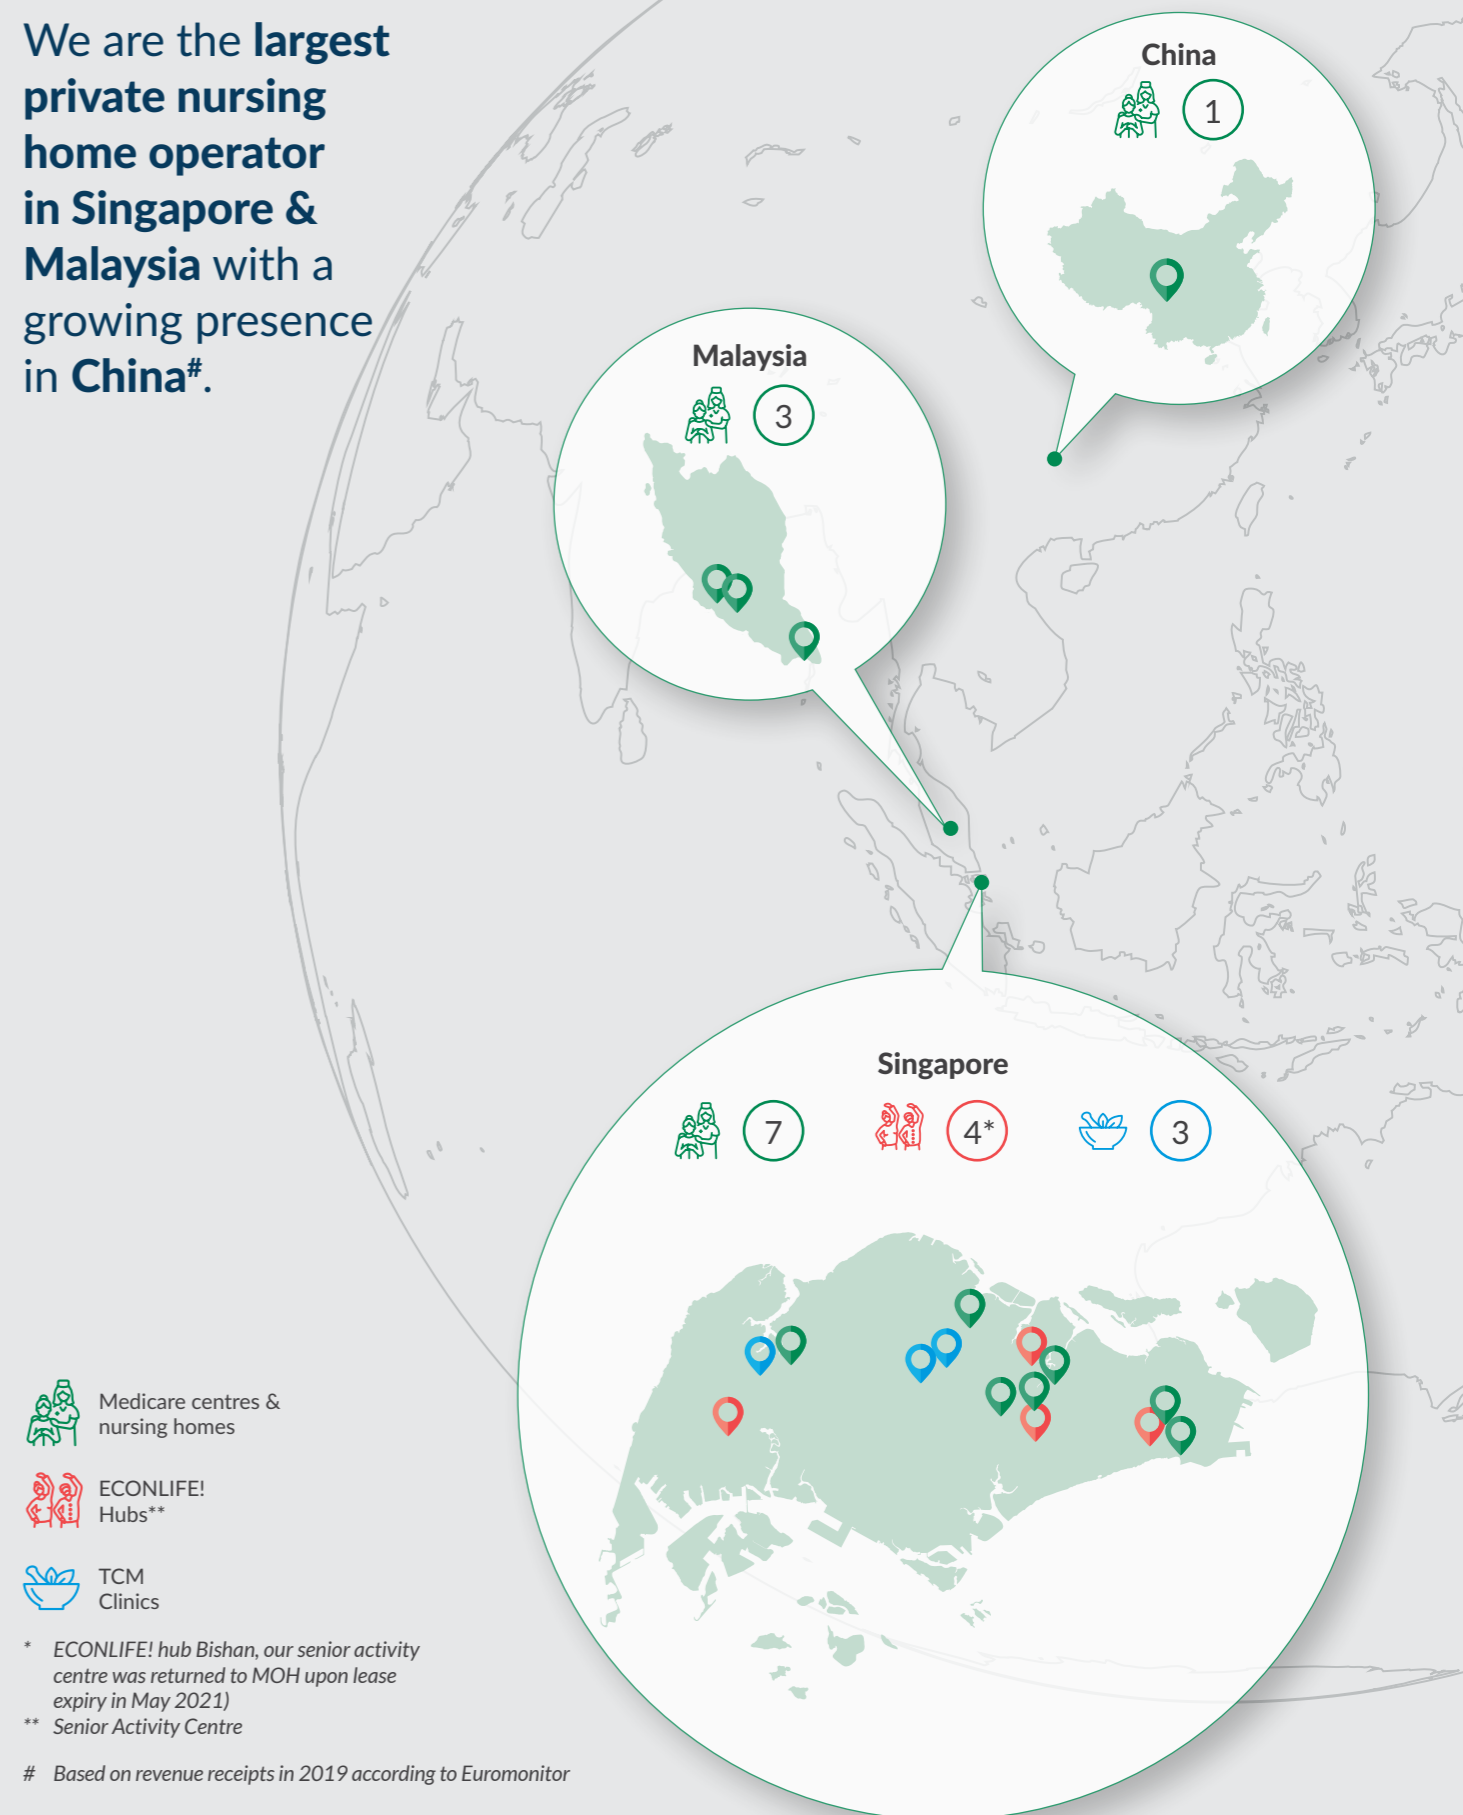 We are the largest
private nursing
home operator
in Singapore &
Malaysia with a
growing presence
in China#.
China
1
Malaysia
3
Singapore
7
4*
3
Medicare centres &
nursing homes
ECONLIFE!
Hubs**
TCM
Clinics
* ECONLIFE! hub Bishan, our senior activity
centre was returned to MOH upon lease
expiry in May 2021)
** Senior Activity Centre
# Based on revenue receipts in 2019 according to Euromonitor